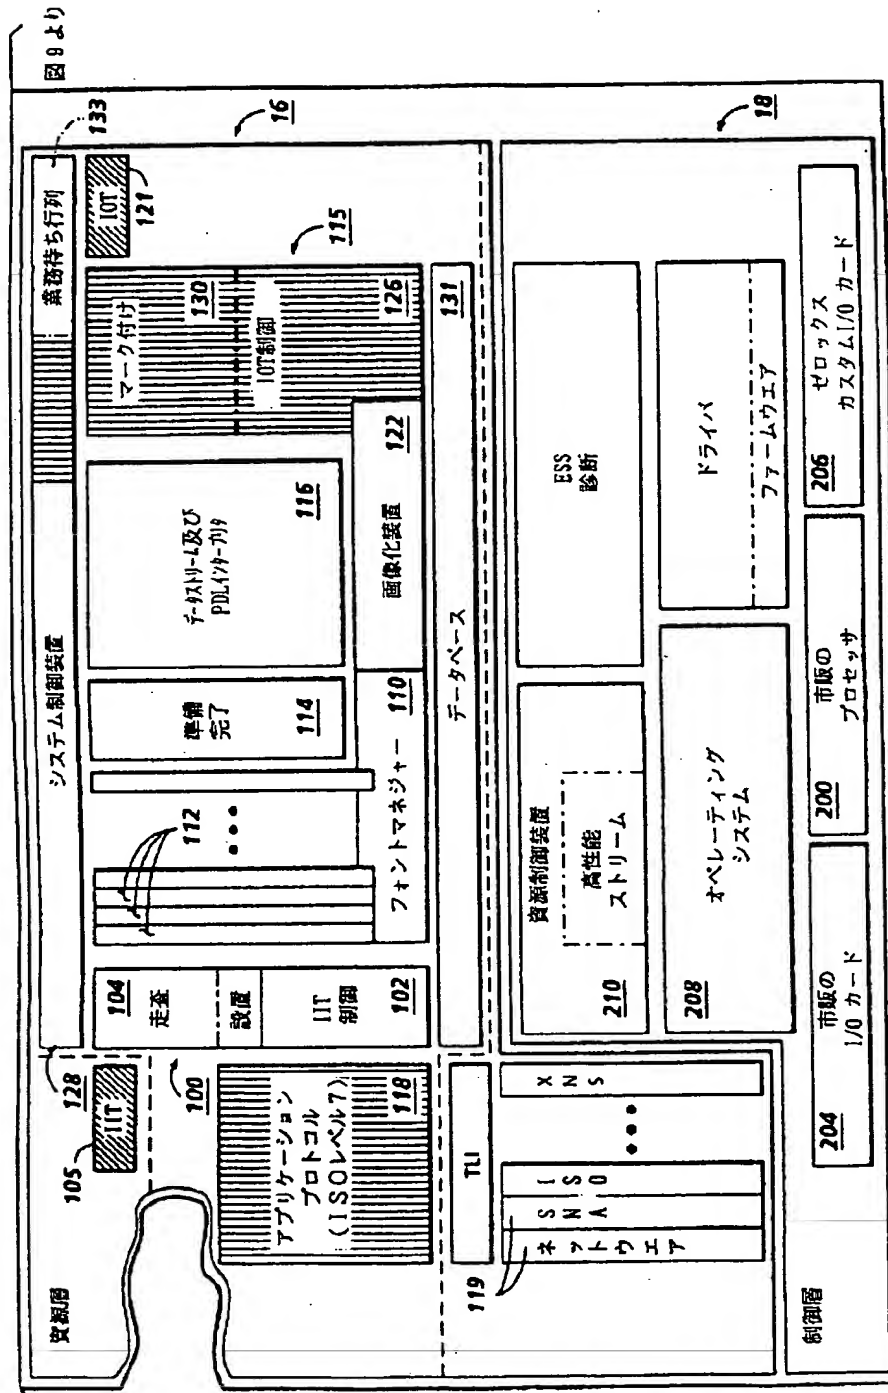 図9より
資源層
システム制御装置
業務待ち行列
133
128
105
IIT
100
104
走査
設置
IIT
制御
102
112
準備
完了
114
データストリーム及び
PDLインタープリタ
116
マーク付け
130
IOT制御
126
IOT
121
16
115
フォントマネジャー
110
画像化装置
122
アプリケーション
プロトコル
(ISOレベル7)
118
データベース
131
TLI
119
ネットウエア
SNA
ISO
XNS
資源制御装置
高性能
ストリーム
210
ESS
診断
18
オペレーティング
システム
208
ドライバ
ファームウエア
制御層
204
市販の
I/Oカード
200
市販の
プロセッサ
206
ゼロックス
カスタムI/Oカード